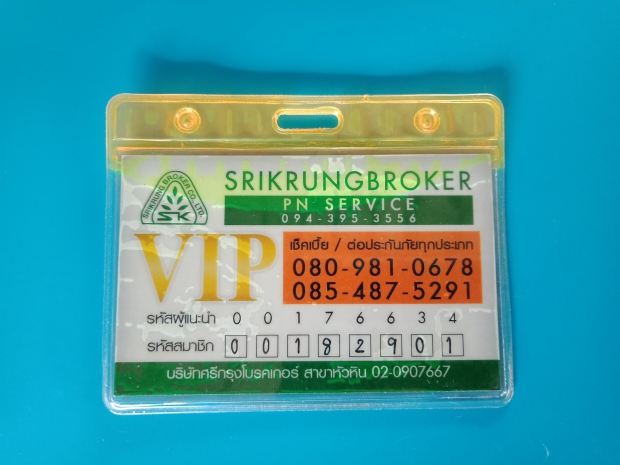 SRIKRUNG BROKER CO., LTD.
SK
SRIKRUNGBROKER
PN SERVICE
094-395-3556
VIP
เช็คเบี้ย / ต่อประกันภัยทุกประเภท
080-981-0678
085-487-5291
รหัสผู้แนะนำ 0 0 1 7 6 6 3 4
รหัสสมาชิก 0 0 1 8 2 9 0 1
บริษัทศรีกรุงโบรคเกอร์ สาขาหัวหิน 02-0907667